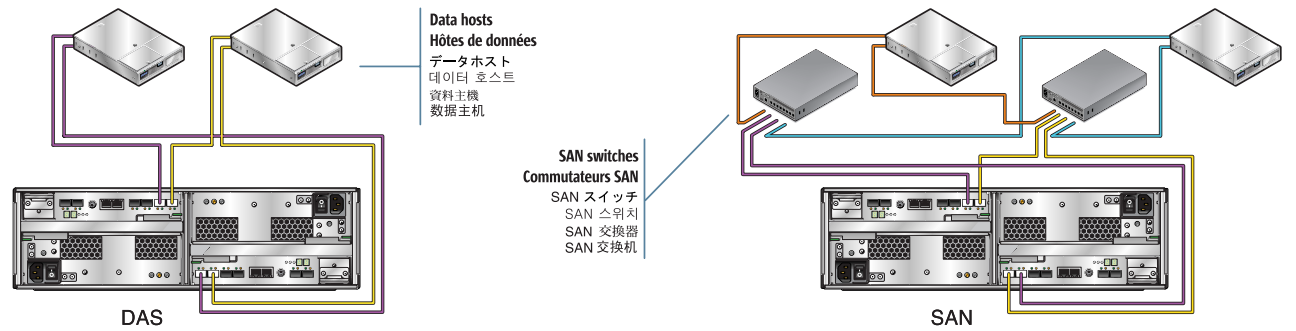 Data hosts
Hôtes de données
データホスト
데이터 호스트
資料主機
数据主机
SAN switches
Commutateurs SAN
SAN スイッチ
SAN 스위치
SAN 交換器
SAN 交换机
DAS
SAN